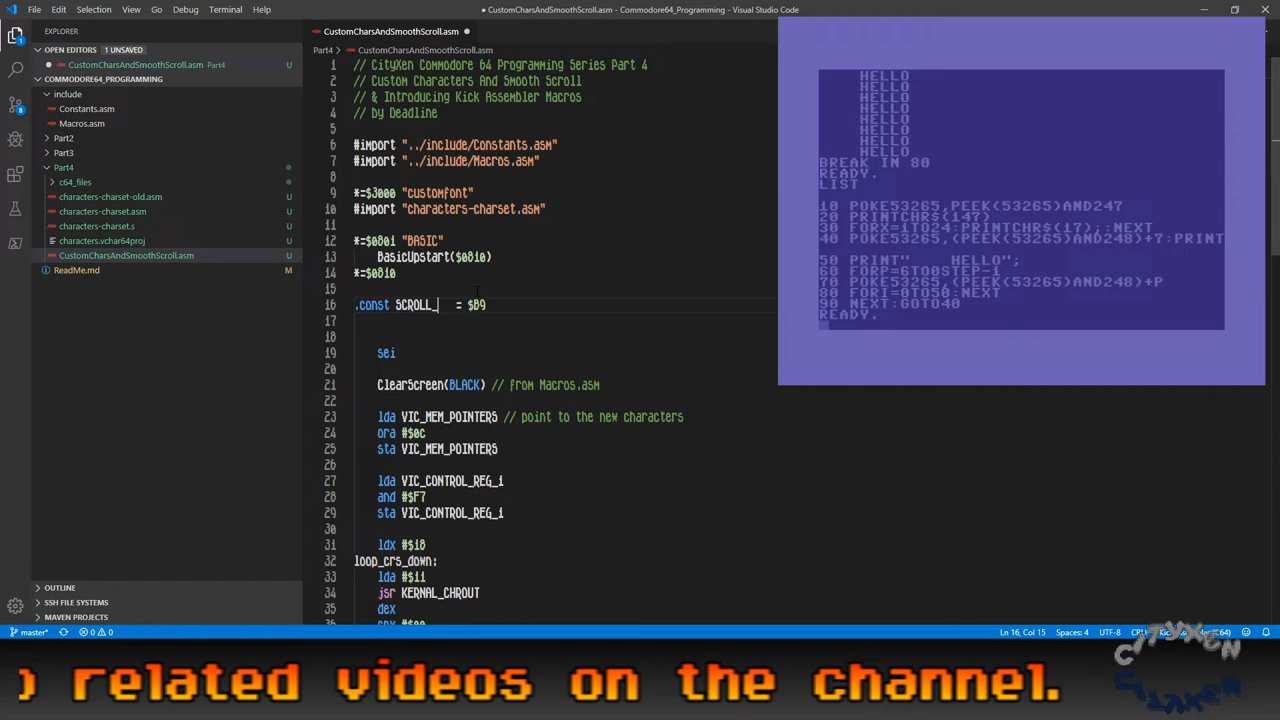 File Edit Selection View Go Debug Terminal Help
● CustomCharsAndSmoothScroll.asm - Commodore64_Programming - Visual Studio Code
EXPLORER
OPEN EDITORS 1 UNSAVED
CustomCharsAndSmoothScroll.asm Part4 U
COMMODORE64_PROGRAMMING
include
Constants.asm
Macros.asm
Part2
Part3
Part4
c64_files
characters-charset-old.asm U
characters-charset.asm U
characters-charset.s U
characters.vchar64proj U
CustomCharsAndSmoothScroll.asm U
ReadMe.md M
OUTLINE
SSH FILE SYSTEMS
MAVEN PROJECTS
1
8
CustomCharsAndSmoothScroll.asm
Part4 > CustomCharsAndSmoothScroll.asm
1 // CityXen Commodore 64 Programming Series Part 4
2 // Custom Characters And Smooth Scroll
3 // & Introducing Kick Assembler Macros
4 // by Deadline
5
6 #import "../include/Constants.asm"
7 #import "../include/Macros.asm"
8
9 *=$3000 "customfont"
10 #import "characters-charset.asm"
11
12 *=$0801 "BASIC"
13 BasicUpstart($0810)
14 *=$0810
15
16 .const SCROLL_ = $B9
17
18
19 sei
20
21 ClearScreen(BLACK) // from Macros.asm
22
23 lda VIC_MEM_POINTERS // point to the new characters
24 ora #$0c
25 sta VIC_MEM_POINTERS
26
27 lda VIC_CONTROL_REG_1
28 and #$F7
29 sta VIC_CONTROL_REG_1
30
31 ldx #$18
32 loop_crs_down:
33 lda #$11
34 jsr KERNAL_CHROUT
35 dex
36 cpx #$00
HELLO
HELLO
HELLO
HELLO
HELLO
HELLO
HELLO
HELLO
BREAK IN 80
READY.
LIST
10 POKE53265,PEEK(53265)AND247
20 PRINTCHR$(147)
30 FORX=1TO24:PRINTCHR$(17);:NEXT
40 POKE53265,(PEEK(53265)AND248)+7:PRINT
50 PRINT" HELLO";
60 FORP=6TO0STEP-1
70 POKE53265,(PEEK(53265)AND248)+P
80 FORI=0TO50:NEXT
90 NEXT:GOTO40
READY.
master* 0 0
Ln 16, Col 15 Spaces: 4 UTF-8
related videos on the channel.
CITYXEN